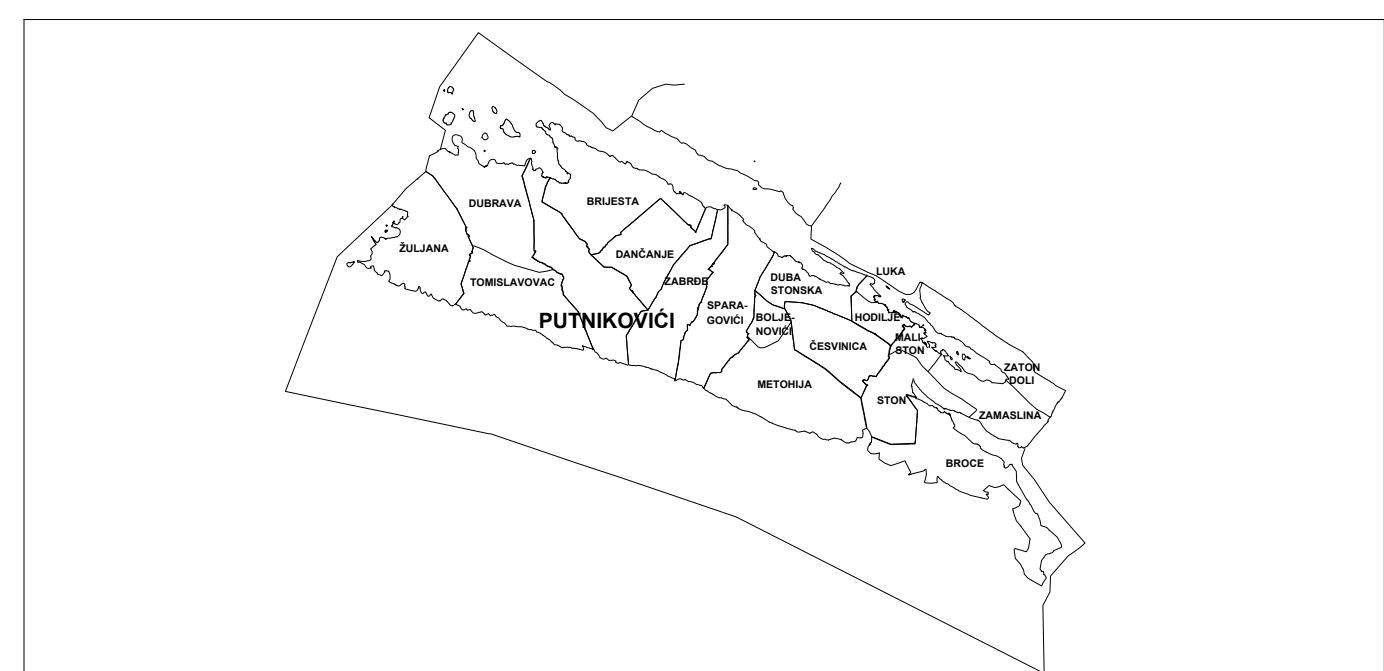 BRIJESTA
DUBRAVA
ŽULJANA
DANČANJE
TOMISLAVOVAC
ZABRĐE
PUTNIKOVIĆI
SPARA-
GOVIĆI
DUBA
STONSKA
LUKA
BOLJE-
NOVIĆI
HODILJE
ČESVINICA
MALI
STON
METOHIJA
ZATON
DOLI
STON
ZAMASLINA
BROCE